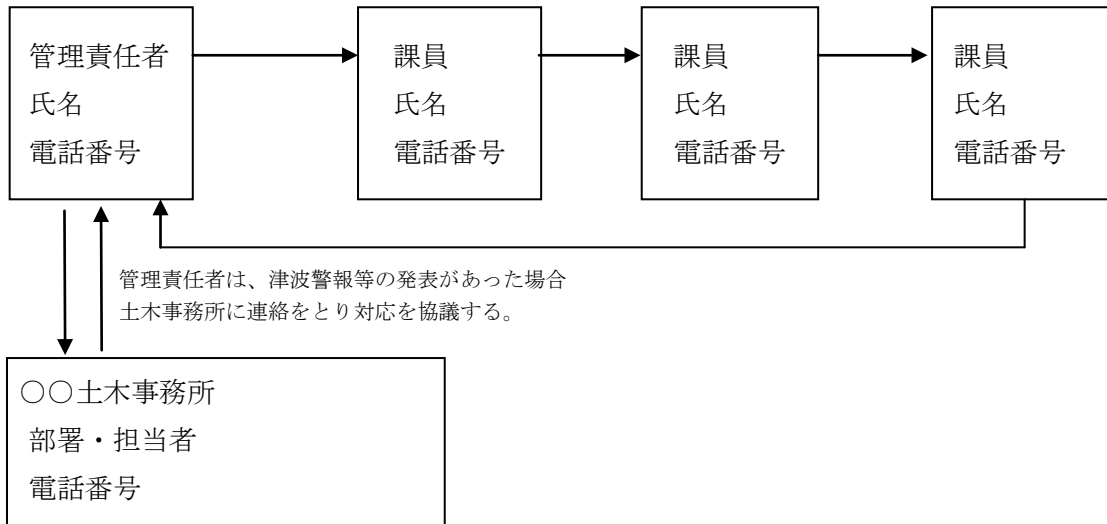 管理責任者
氏名
電話番号
課員
氏名
電話番号
課員
氏名
電話番号
課員
氏名
電話番号
管理責任者は、津波警報等の発表があった場合
土木事務所に連絡をとり対応を協議する。
○○土木事務所
部署・担当者
電話番号